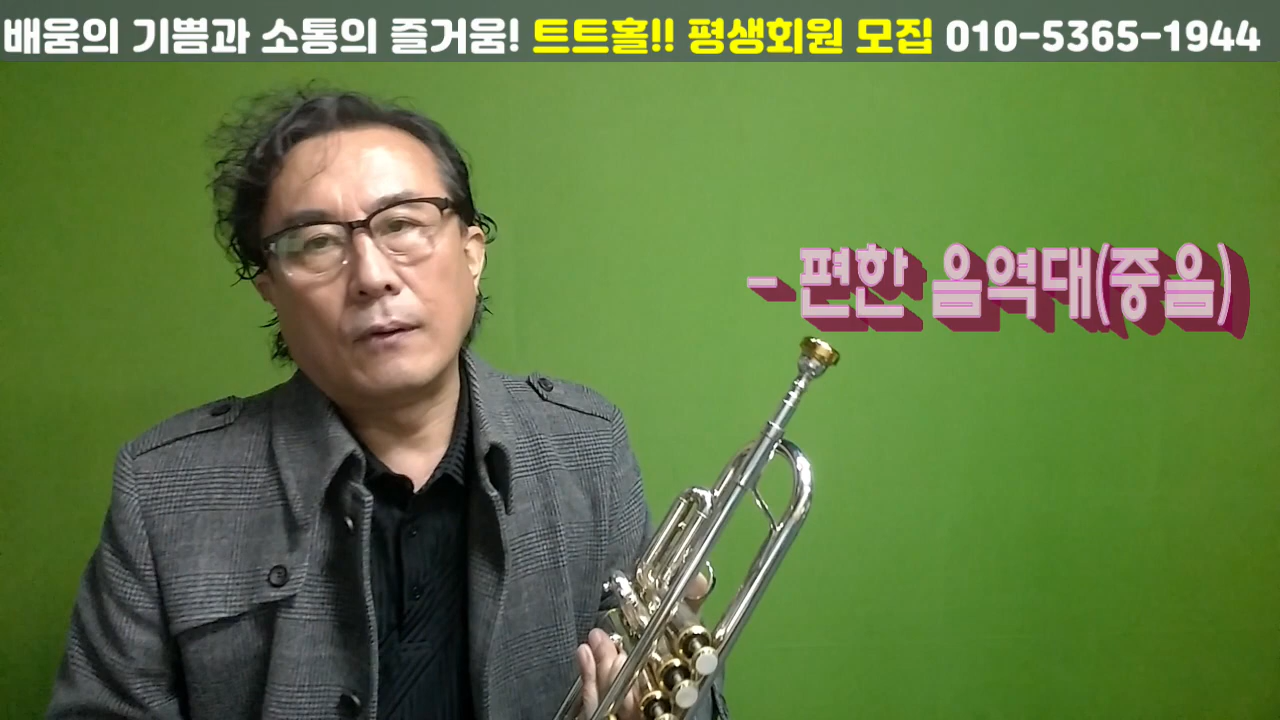 배움의 기쁨과 소통의 즐거움! 트트홀!! 평생회원 모집 010-5365-1944
- 편한 음역대(중음)